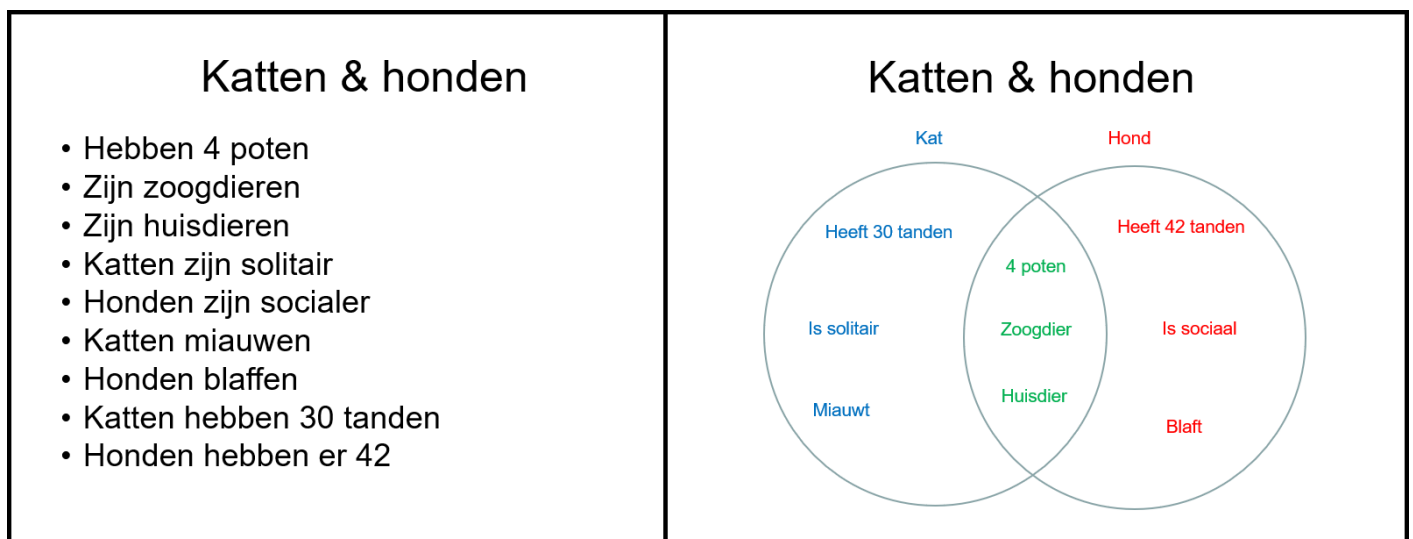 Katten & honden
• Hebben 4 poten
• Zijn zoogdieren
• Zijn huisdieren
• Katten zijn solitair
• Honden zijn socialer
• Katten miauwen
• Honden blaffen
• Katten hebben 30 tanden
• Honden hebben er 42
Katten & honden
Kat
Hond
Heeft 30 tanden
Is solitair
Miauwt
4 poten
Zoogdier
Huisdier
Heeft 42 tanden
Is sociaal
Blaft